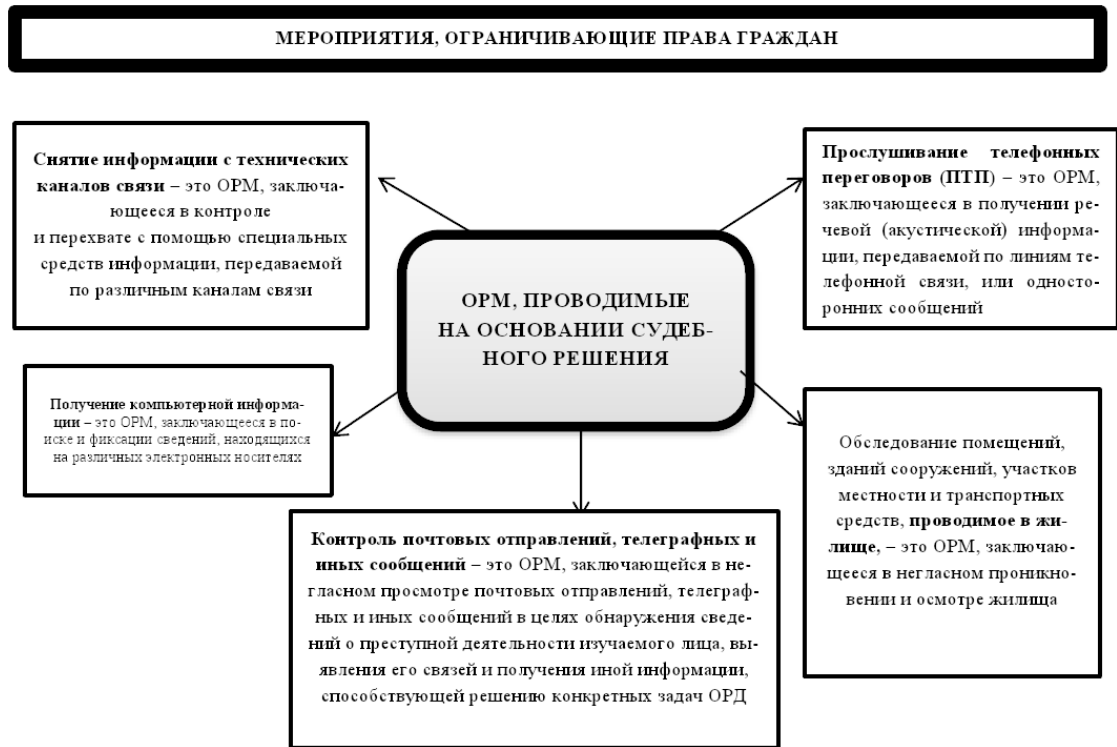 МЕРОПРИЯТИЯ, ОГРАНИЧИВАЮЩИЕ ПРАВА ГРАЖДАН
Снятие информации с технических
каналов связи – это ОРМ, заключа-
ющееся в контроле
и перехвате с помощью специальных
средств информации, передаваемой
по различным каналам связи
Прослушивание телефонных
переговоров (ПТП) – это ОРМ,
заключающееся в получении ре-
чевой (акустической) информа-
ции, передаваемой по линиям те-
лефонной связи, или односто-
ронних сообщений
ОРМ, ПРОВОДИМЫЕ
НА ОСНОВАНИИ СУДЕБ-
НОГО РЕШЕНИЯ
Получение компьютерной информа-
ции – это ОРМ, заключающееся в по-
иске и фиксации сведений, находящихся
на различных электронных носителях
Обследование помещений,
зданий сооружений, участков
местности и транспортных
средств, проводимое в жи-
лище, – это ОРМ, заключаю-
щееся в негласном проникно-
вении и осмотре жилища
Контроль почтовых отправлений, телеграфных и
иных сообщений – это ОРМ, заключающейся в не-
гласном просмотре почтовых отправлений, телеграф-
ных и иных сообщений в целях обнаружения сведе-
ний о преступной деятельности изучаемого лица, вы-
явления его связей и получения иной информации,
способствующей решению конкретных задач ОРД